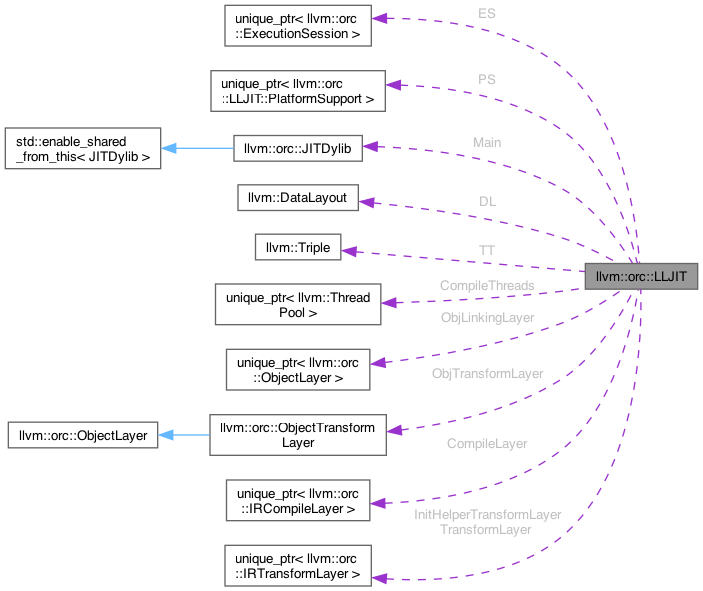 unique_ptr< llvm::orc
::ExecutionSession >
ES
unique_ptr< llvm::orc
::LLJIT::PlatformSupport >
PS
std::enable_shared
_from_this< JITDylib >
llvm::orc::JITDylib
Main
llvm::DataLayout
DL
llvm::Triple
TT
llvm::orc::LLJIT
unique_ptr< llvm::Thread
Pool >
CompileThreads
ObjLinkingLayer
unique_ptr< llvm::orc
::ObjectLayer >
ObjTransformLayer
llvm::orc::ObjectLayer
llvm::orc::ObjectTransform
Layer
CompileLayer
unique_ptr< llvm::orc
::IRCompileLayer >
InitHelperTransformLayer
TransformLayer
unique_ptr< llvm::orc
::IRTransformLayer >